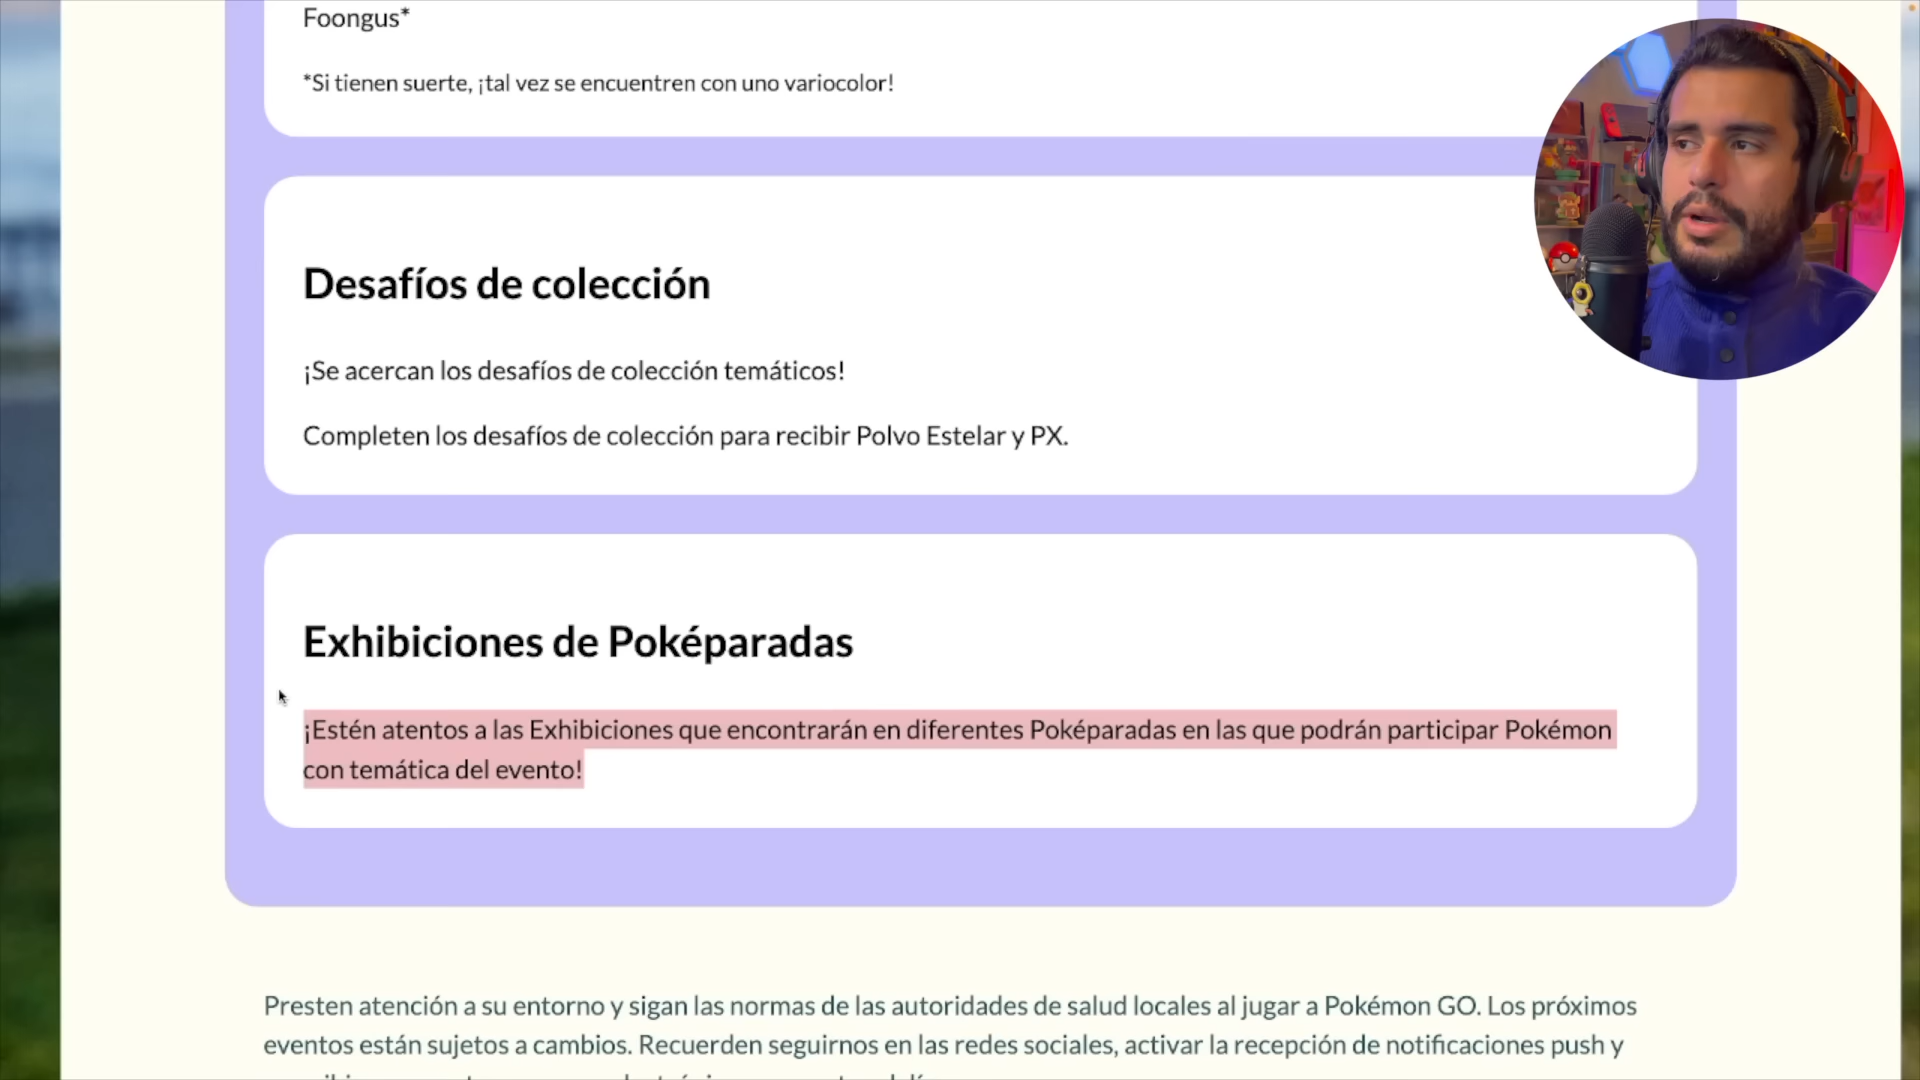 Foongus*
*Si tienen suerte, ¡tal vez se encuentren con uno variocolor!
Desafíos de colección
¡Se acercan los desafíos de colección temáticos!
Completen los desafíos de colección para recibir Polvo Estelar y PX.
Exhibiciones de Poképaradas
¡Estén atentos a las Exhibiciones que encontrarán en diferentes Poképaradas en las que podrán participar Pokémon
con temática del evento!
Presten atención a su entorno y sigan las normas de las autoridades de salud locales al jugar a Pokémon GO. Los próximos
eventos están sujetos a cambios. Recuerden seguirnos en las redes sociales, activar la recepción de notificaciones push y